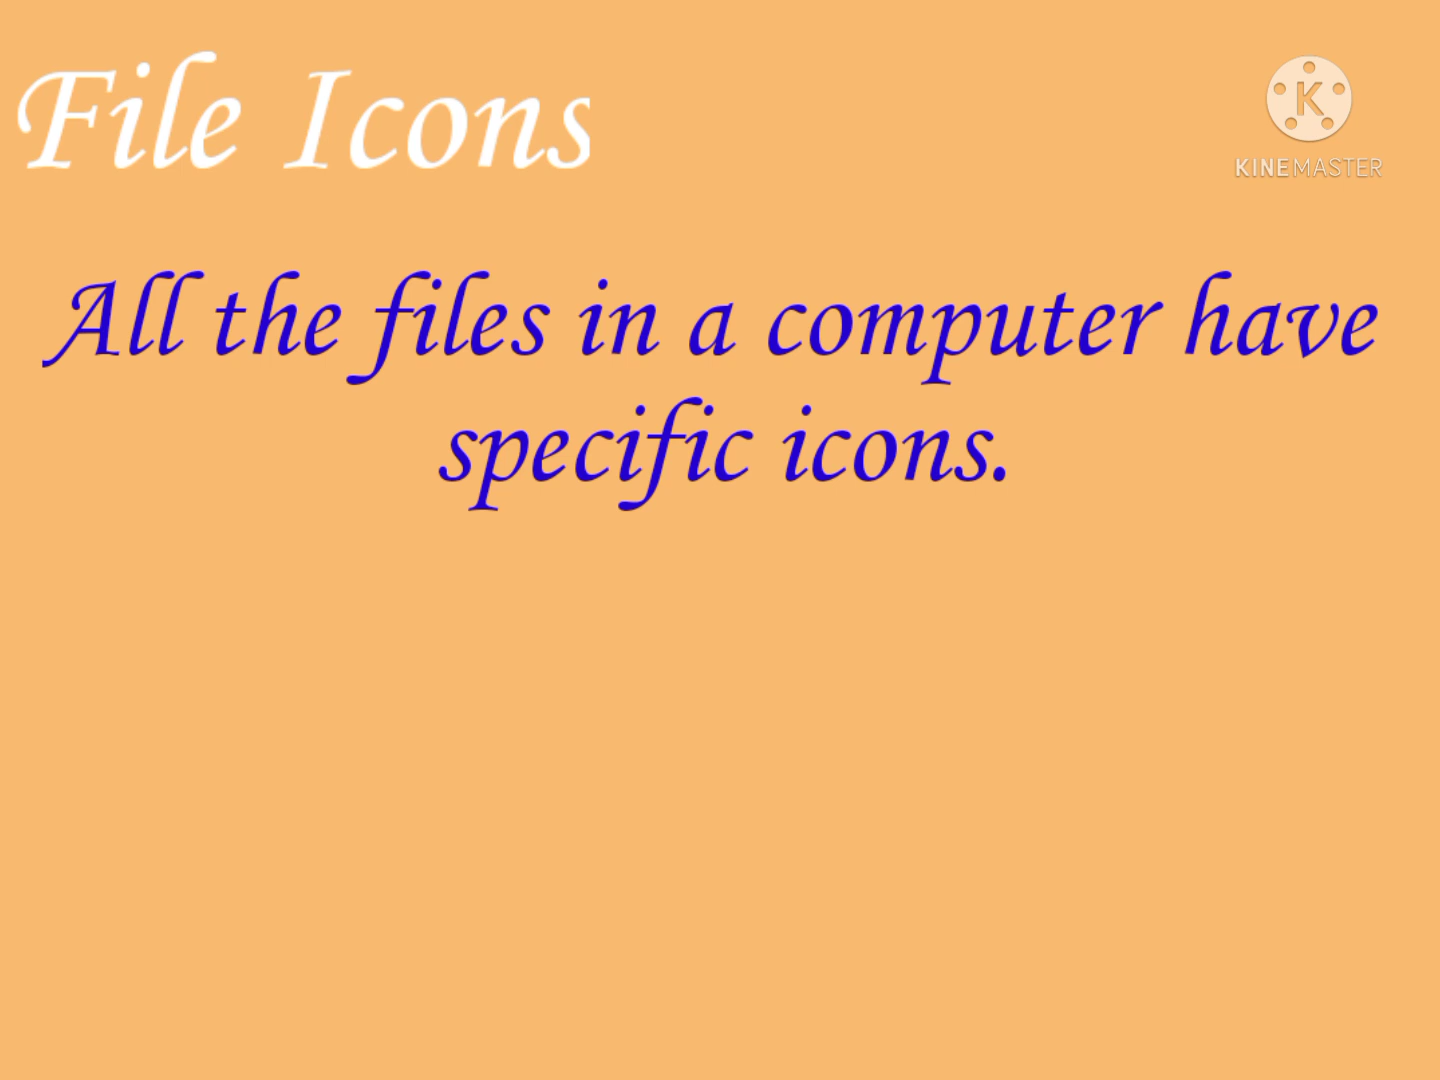 File Icons
K
KINEMASTER
All the files in a computer have
specific icons.